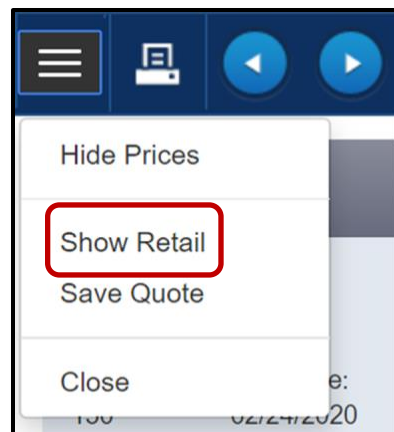 Hide Prices
Show Retail
Save Quote
Close
e:
02/24/2020